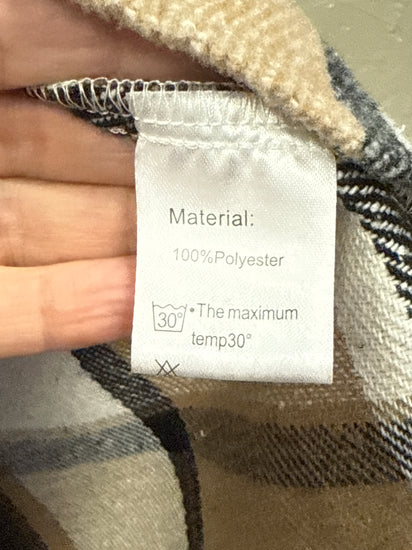 Material:
100%Polyester
30° •The maximum
temp30°